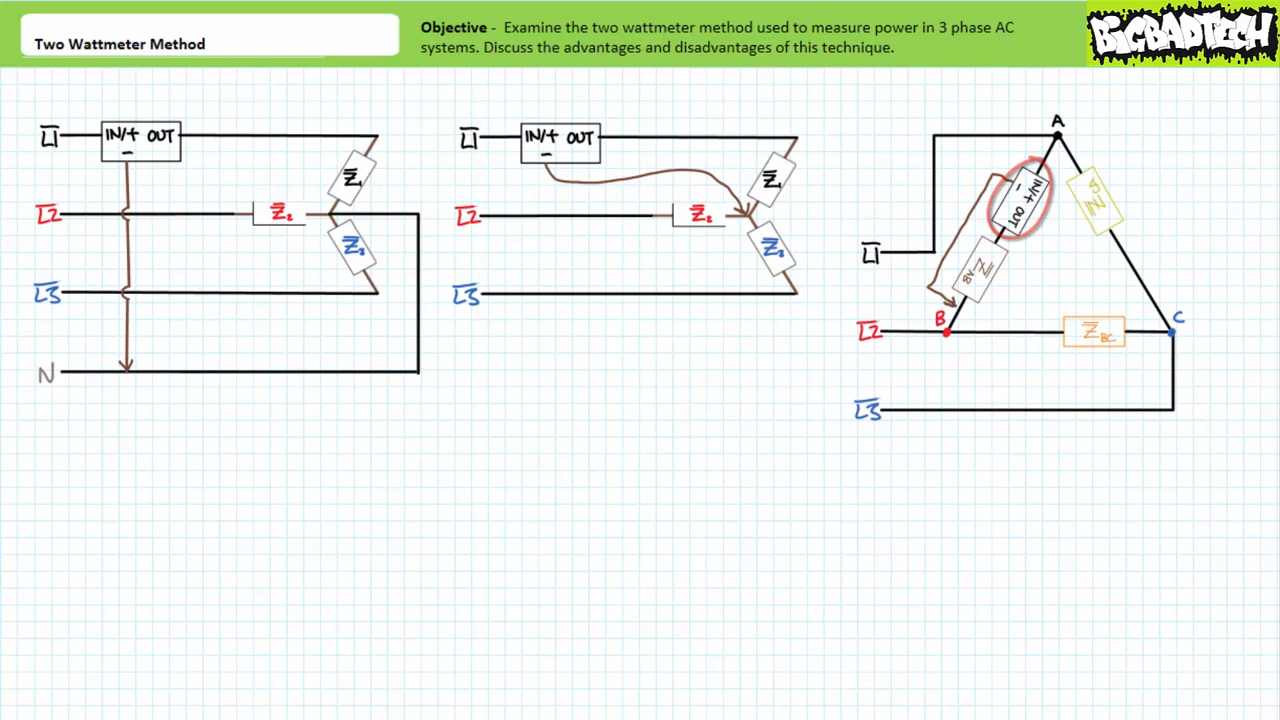 Two Wattmeter Method
Objective - Examine the two wattmeter method used to measure power in 3 phase AC
systems. Discuss the advantages and disadvantages of this technique.
BIGBADTECH
L1 IN/+ OUT
-
Z1
L2 Z2
Z3
L3
N
L1 IN/+ OUT
-
Z1
L2 Z2
Z3
L3
A
IN/+ OUT
-
L1
ZAB
B
L2 ZBC
C
L3